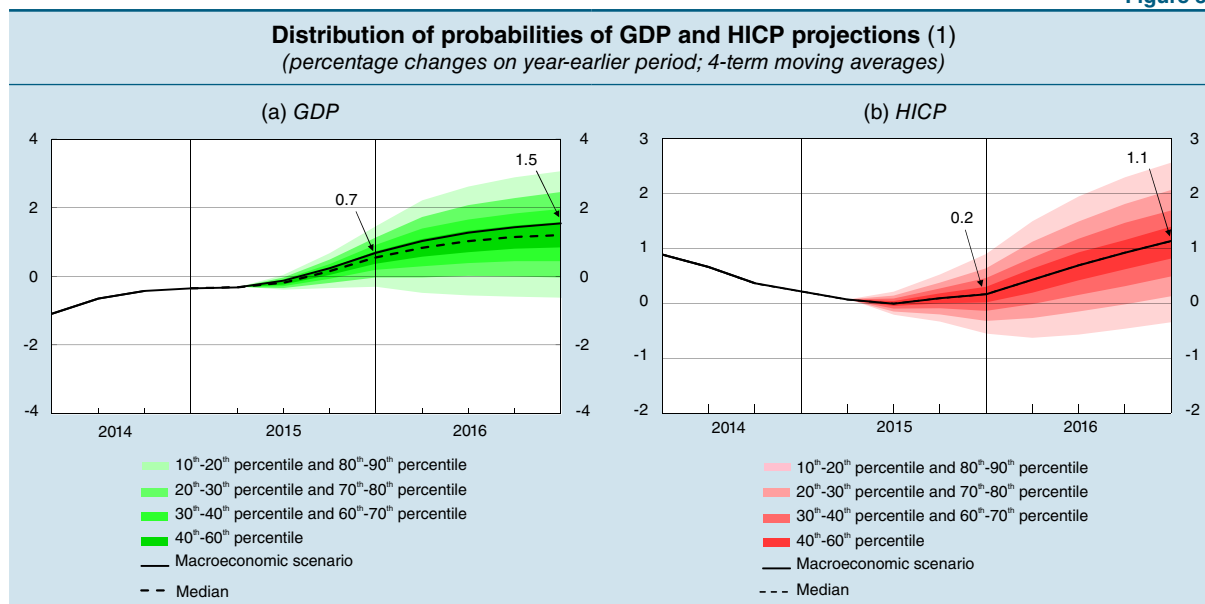 Distribution of probabilities of GDP and HICP projections (1)
(percentage changes on year-earlier period; 4-term moving averages)
(a) GDP
4
2
0
-2
-4
4
2
0
-2
-4
0.7
1.5
2014
2015
2016
10th-20th percentile and 80th-90th percentile
20th-30th percentile and 70th-80th percentile
30th-40th percentile and 60th-70th percentile
40th-60th percentile
Macroeconomic scenario
Median
(b) HICP
3
2
1
0
-1
-2
3
2
1
0
-1
-2
0.2
1.1
2014
2015
2016
10th-20th percentile and 80th-90th percentile
20th-30th percentile and 70th-80th percentile
30th-40th percentile and 60th-70th percentile
40th-60th percentile
Macroeconomic scenario
Median